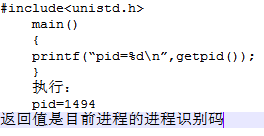 #include<unistd.h>
main()
{
printf(“pid=%d\n”,getpid());
}
执行：
pid=1494
返回值是目前进程的进程识别码